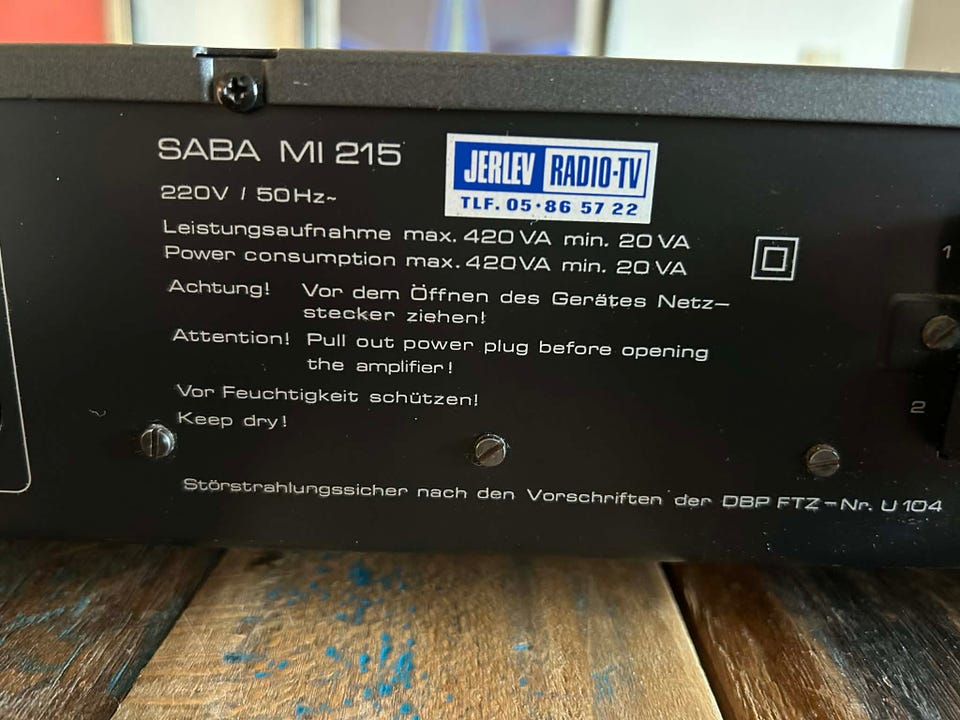 SABA MI 215
JERLEV RADIO-TV
TLF. 05·86 57 22
220V / 50Hz~
Leistungsaufnahme max. 420 VA min. 20 VA
Power consumption max. 420VA min. 20 VA
Achtung! Vor dem Öffnen des Gerätes Netz-
stecker ziehen!
Attention! Pull out power plug before opening
the amplifier!
Vor Feuchtigkeit schützen!
Keep dry!
Störstrahlungssicher nach den Vorschriften der DBP FTZ-Nr. U 104
1
2